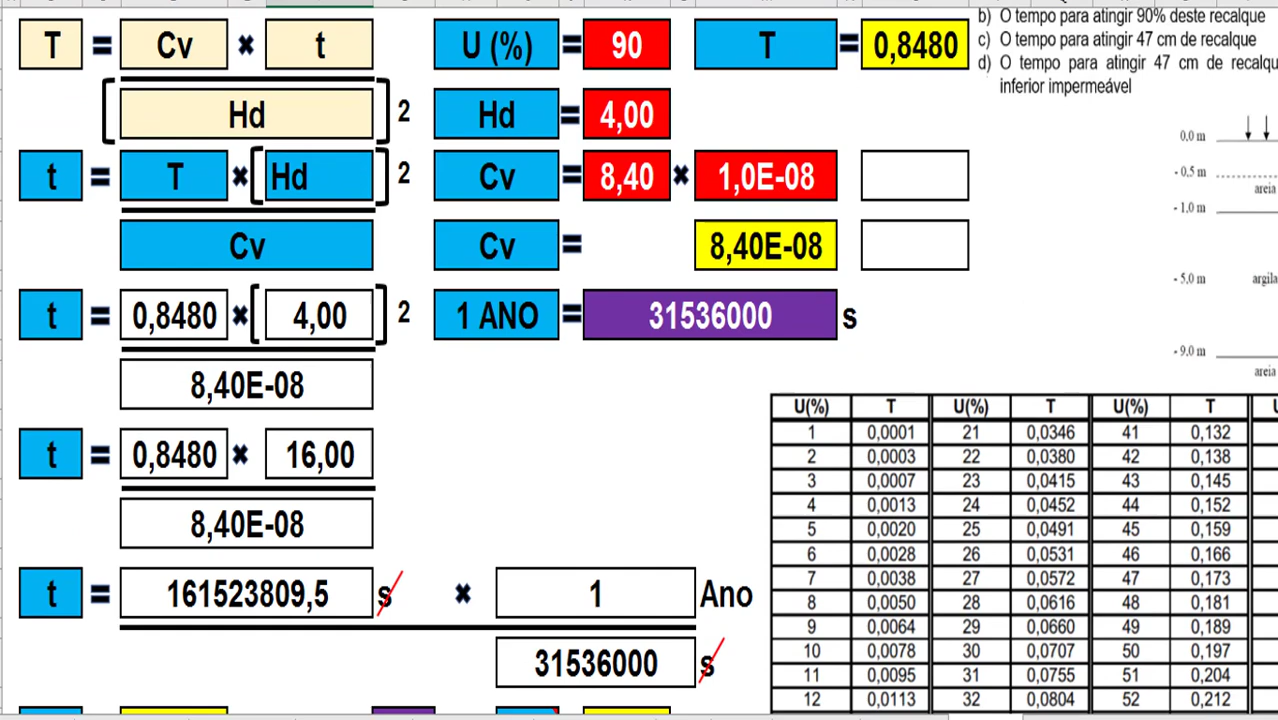 T = Cv × t U (%) = 90 T = 0,8480
b) O tempo para atingir 90% deste recalque
c) O tempo para atingir 47 cm de recalque
d) O tempo para atingir 47 cm de recalqu
inferior impermeável
[ Hd ] 2 Hd = 4,00
t = T × [ Hd ] 2 Cv = 8,40 × 1,0E-08
Cv Cv = 8,40E-08
t = 0,8480 × [ 4,00 ] 2 1 ANO = 31536000 s
8,40E-08
t = 0,8480 × 16,00
8,40E-08
t = 161523809,5 s × 1 Ano
31536000 s
0.0 m
- 0.5 m
areia
- 1.0 m
- 5.0 m argila
- 9.0 m
areia
U(%) T U(%) T U(%) T
1 0,0001 21 0,0346 41 0,132
2 0,0003 22 0,0380 42 0,138
3 0,0007 23 0,0415 43 0,145
4 0,0013 24 0,0452 44 0,152
5 0,0020 25 0,0491 45 0,159
6 0,0028 26 0,0531 46 0,166
7 0,0038 27 0,0572 47 0,173
8 0,0050 28 0,0616 48 0,181
9 0,0064 29 0,0660 49 0,189
10 0,0078 30 0,0707 50 0,197
11 0,0095 31 0,0755 51 0,204
12 0,0113 32 0,0804 52 0,212